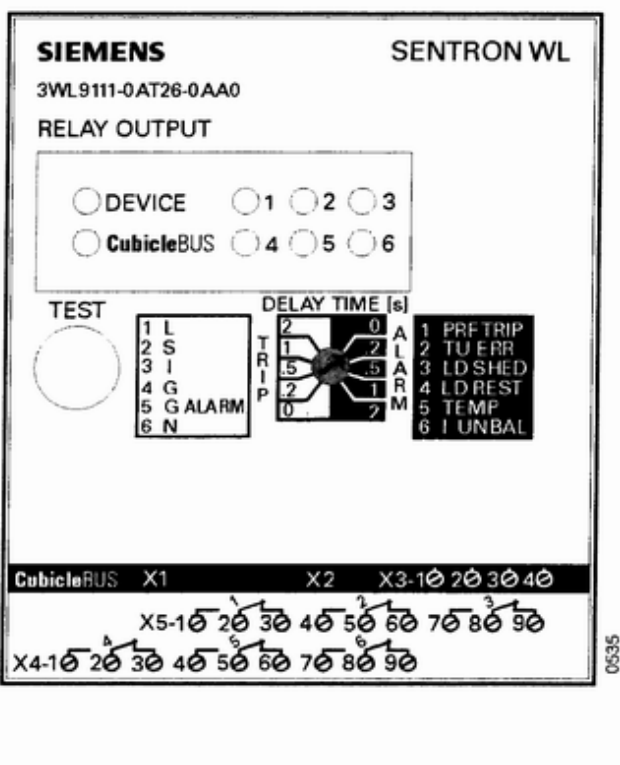 SIEMENS SENTRON WL
3WL9111-0AT26-0AA0
RELAY OUTPUT
DEVICE 1 2 3
CubicleBUS 4 5 6
TEST
DELAY TIME [s]
1 L
2 S
3 I
4 G
5 G ALARM
6 N
TRIP
2 0
1 .2
.5 .5
.2 1
0 2
ALARM
1 PRETRIP
2 TU ERR
3 LD SHED
4 LD REST
5 TEMP
6 I UNBAL
CubicleBUS X1 X2 X3-1 2 3 4
1 2 3
X5-1 2 3 4 5 6 7 8 9
4 5 6
X4-1 2 3 4 5 6 7 8 9
0535